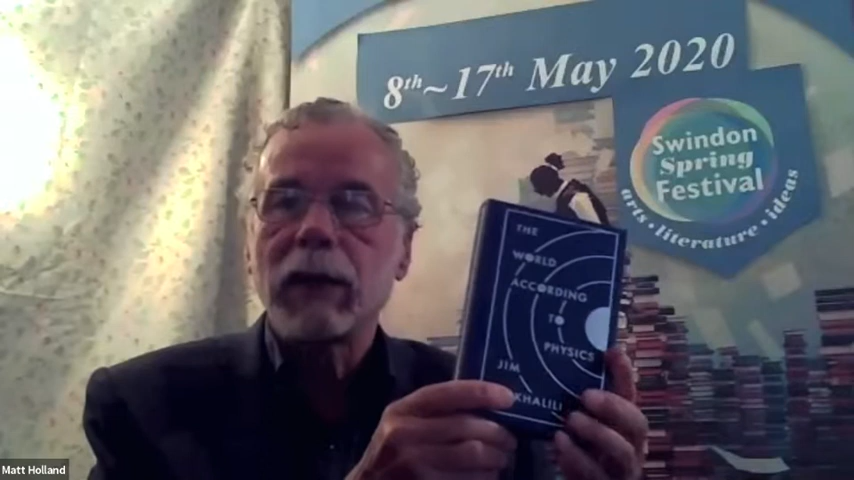 8th~17th May 2020
Swindon
Spring
Festival
arts • literature • ideas
THE
WORLD
ACCORDING
TO
PHYSICS
JIM
KHALILI
Matt Holland